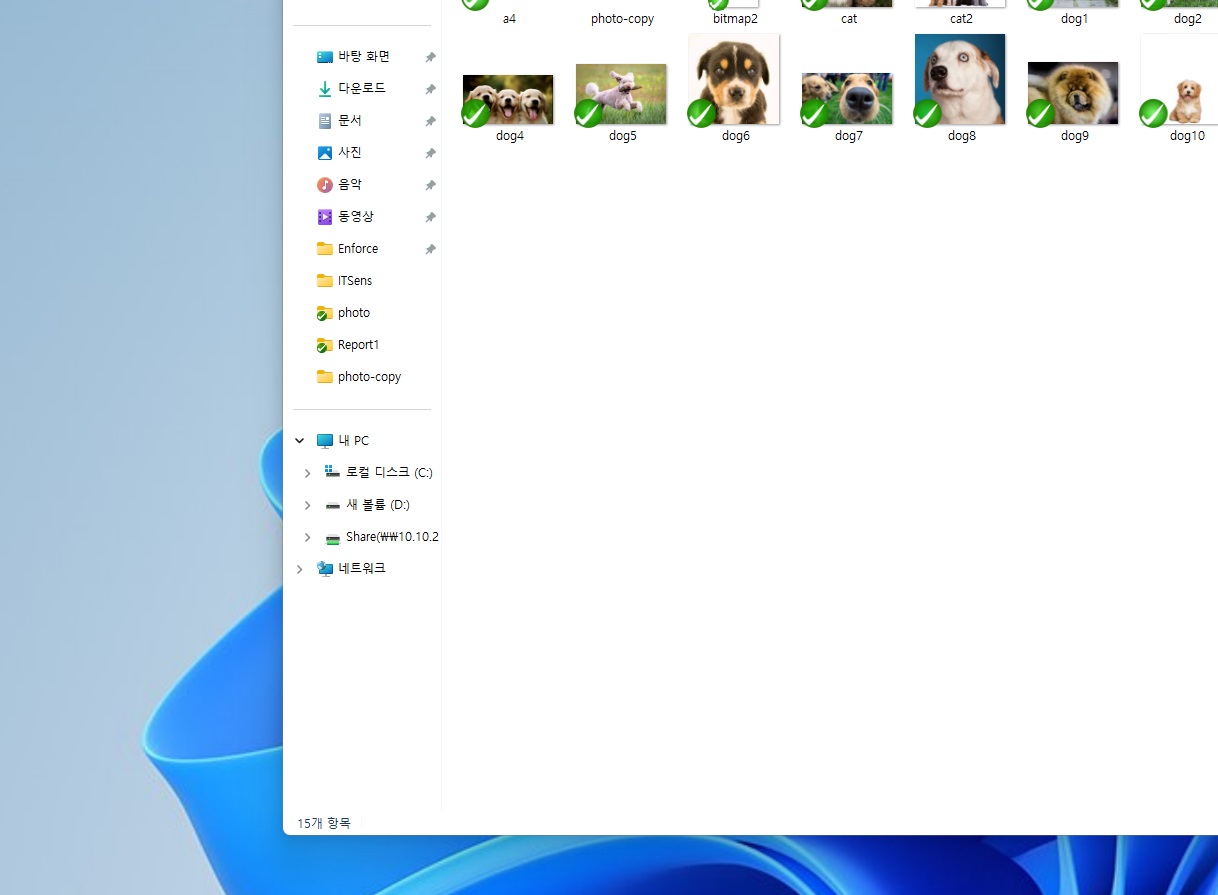 a4 photo-copy bitmap2 cat cat2 dog1 dog2
dog4 dog5 dog6 dog7 dog8 dog9 dog10
바탕 화면
다운로드
문서
사진
음악
동영상
Enforce
ITSens
photo
Report1
photo-copy
내 PC
로컬 디스크 (C:)
새 볼륨 (D:)
Share(₩₩10.10.2
네트워크
15개 항목